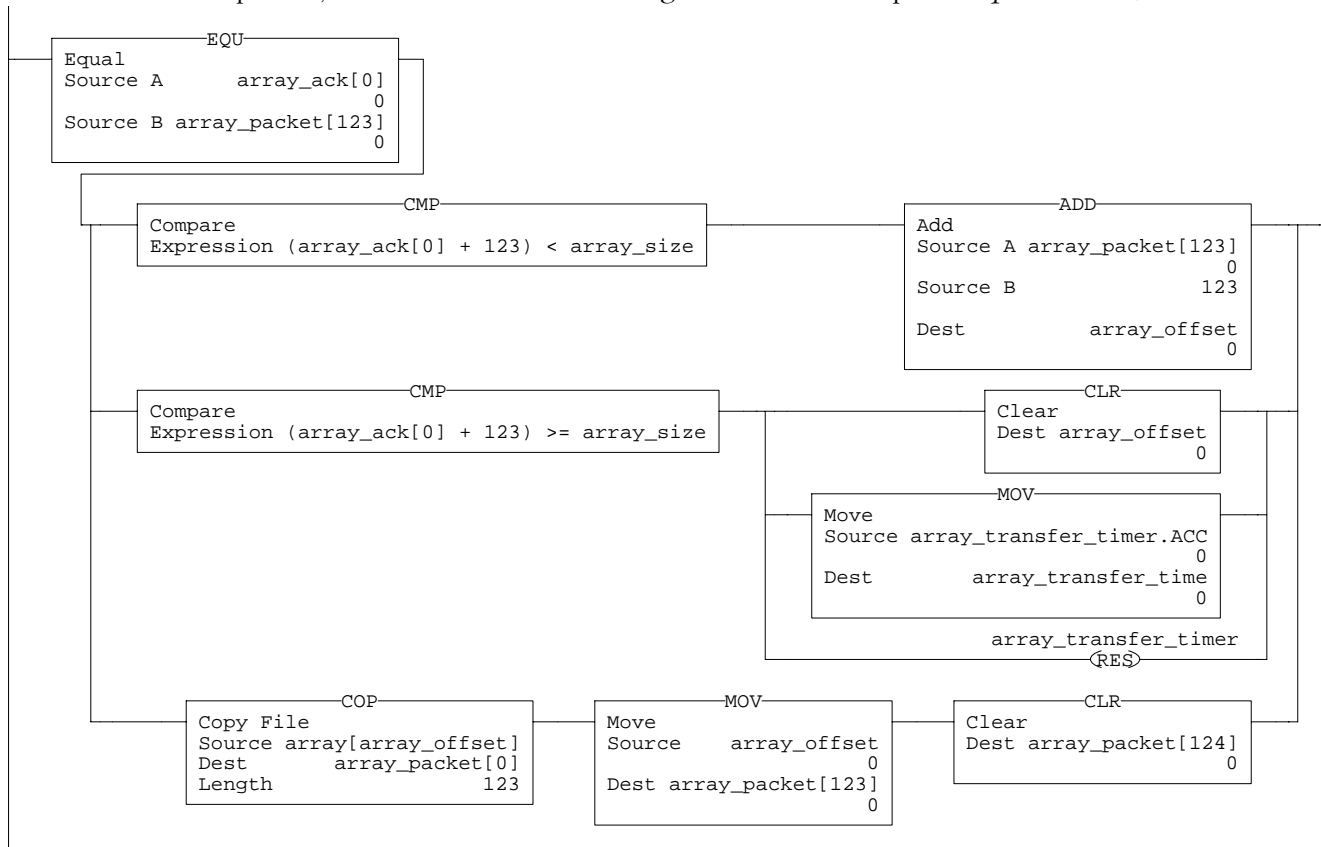 EQU
Equal
Source A array_ack[0]
0
Source B array_packet[123]
0
CMP
Compare
Expression (array_ack[0] + 123) < array_size
ADD
Add
Source A array_packet[123]
0
Source B 123
Dest array_offset
0
CMP
Compare
Expression (array_ack[0] + 123) >= array_size
CLR
Clear
Dest array_offset
0
MOV
Move
Source array_transfer_timer.ACC
0
Dest array_transfer_time
0
array_transfer_timer
RES
COP
Copy File
Source array[array_offset]
Dest array_packet[0]
Length 123
MOV
Move
Source array_offset
0
Dest array_packet[123]
0
CLR
Clear
Dest array_packet[124]
0